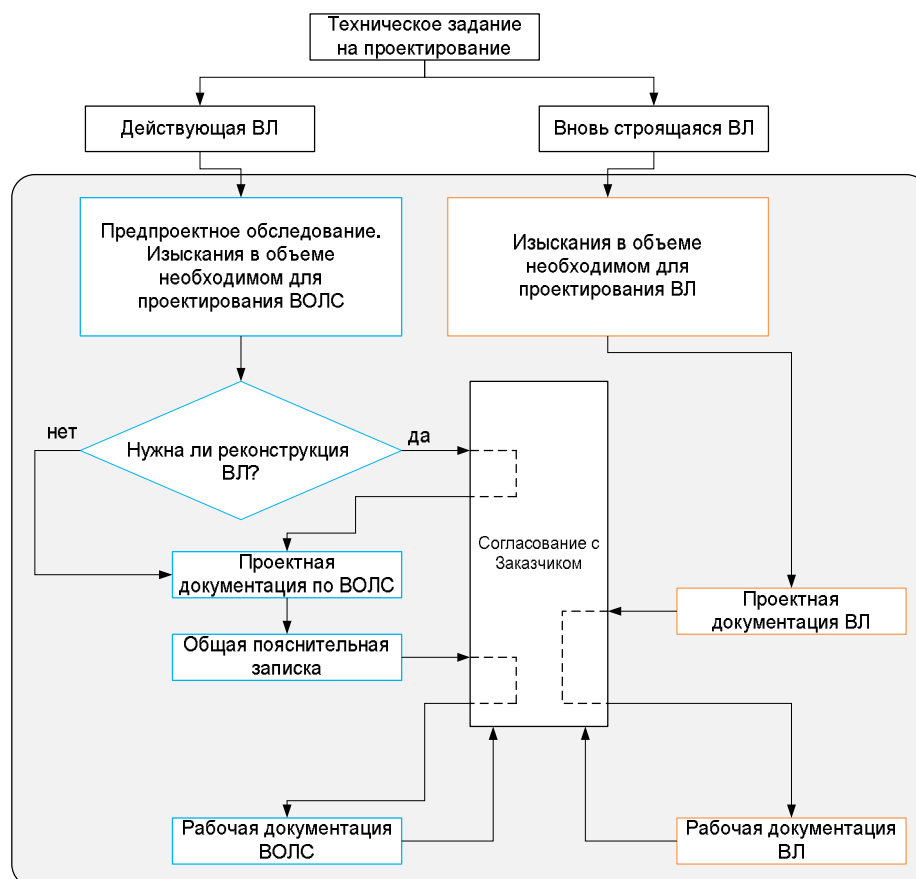 Техническое задание
на проектирование
Действующая ВЛ
Вновь строящаяся ВЛ
Предпроектное обследование.
Изыскания в объеме
необходимом для
проектирования ВОЛС
Изыскания в объеме
необходимом для
проектирования ВЛ
нет
да
Нужна ли реконструкция
ВЛ?
Согласование с
Заказчиком
Проектная
документация по ВОЛС
Проектная
документация ВЛ
Общая пояснительная
записка
Рабочая документация
ВОЛС
Рабочая документация
ВЛ